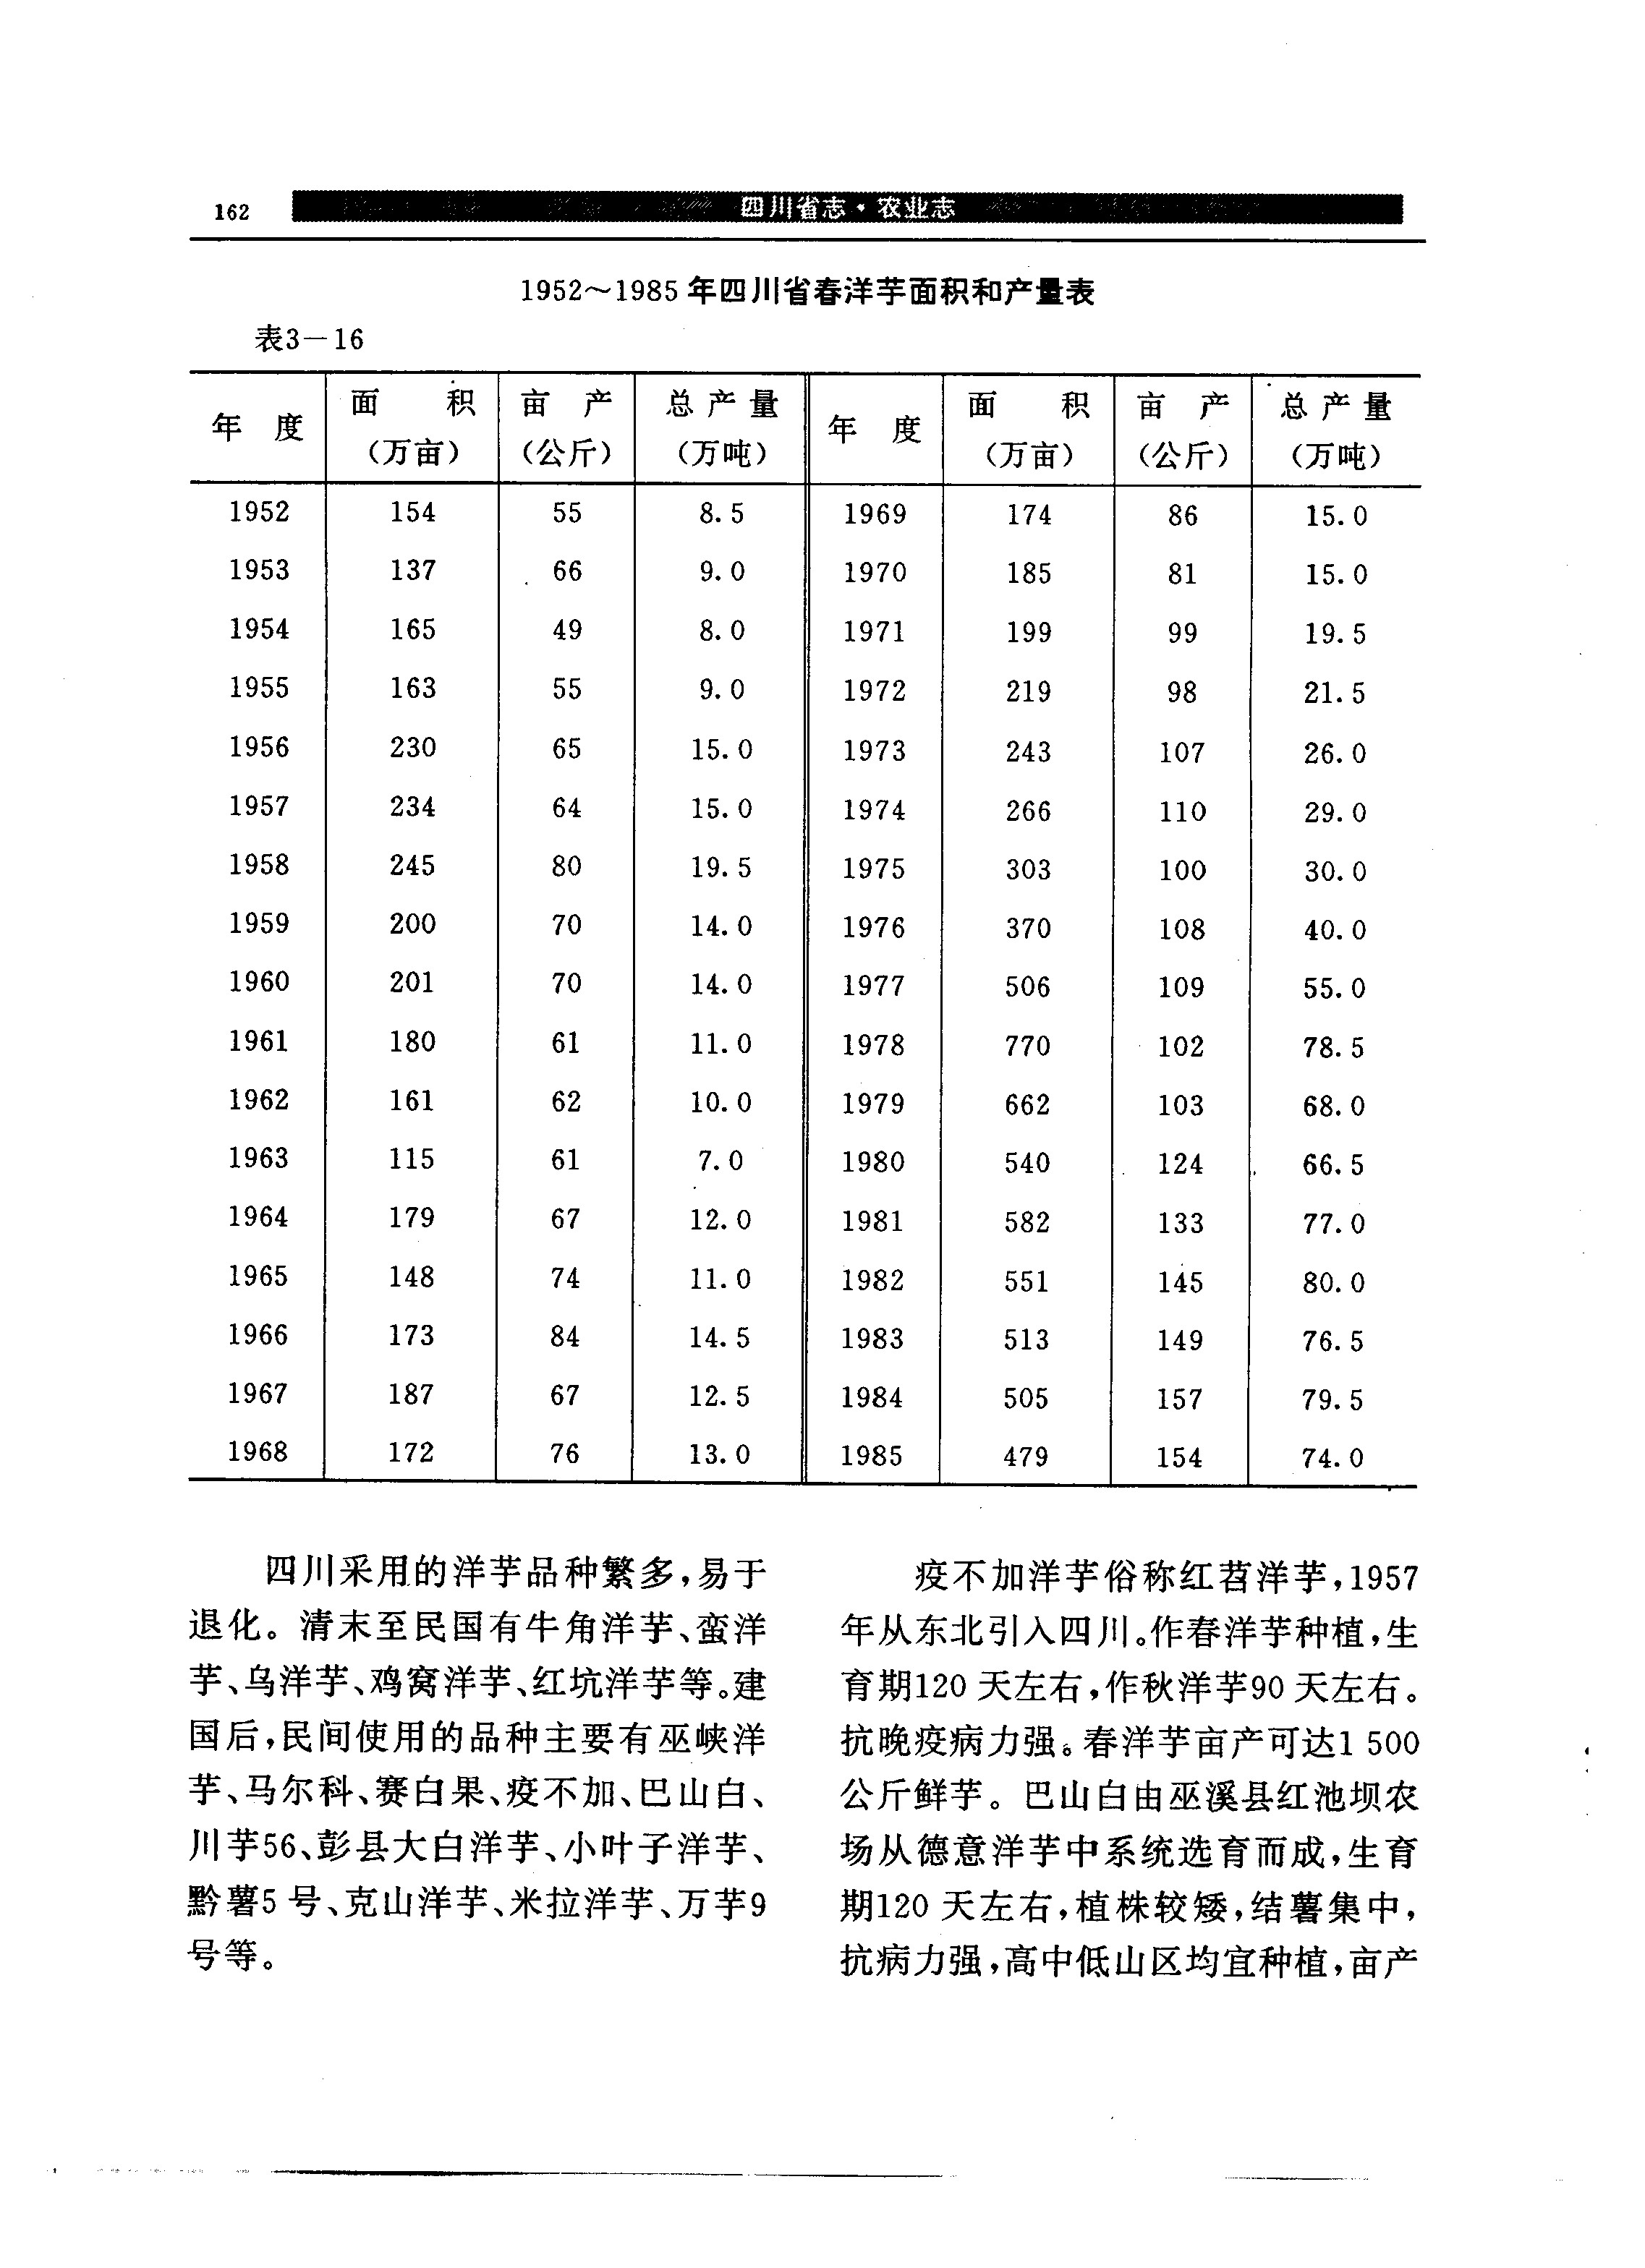 162
四川省志·农业志
1952～1985年四川省春洋芋面积和产量表
表3—16
年 度 面 积（万亩） 亩 产（公斤） 总产量（万吨） 年 度 面 积（万亩） 亩 产（公斤） 总产量（万吨）
1952 154 55 8.5 1969 174 86 15.0
1953 137 66 9.0 1970 185 81 15.0
1954 165 49 8.0 1971 199 99 19.5
1955 163 55 9.0 1972 219 98 21.5
1956 230 65 15.0 1973 243 107 26.0
1957 234 64 15.0 1974 266 110 29.0
1958 245 80 19.5 1975 303 100 30.0
1959 200 70 14.0 1976 370 108 40.0
1960 201 70 14.0 1977 506 109 55.0
1961 180 61 11.0 1978 770 102 78.5
1962 161 62 10.0 1979 662 103 68.0
1963 115 61 7.0 1980 540 124 66.5
1964 179 67 12.0 1981 582 133 77.0
1965 148 74 11.0 1982 551 145 80.0
1966 173 84 14.5 1983 513 149 76.5
1967 187 67 12.5 1984 505 157 79.5
1968 172 76 13.0 1985 479 154 74.0
四川采用的洋芋品种繁多，易于
退化。清末至民国有牛角洋芋、蛮洋
芋、乌洋芋、鸡窝洋芋、红坑洋芋等。建
国后，民间使用的品种主要有巫峡洋
芋、马尔科、赛白果、疫不加、巴山白、
川芋56、彭县大白洋芋、小叶子洋芋、
黔薯5号、克山洋芋、米拉洋芋、万芋9
号等。
疫不加洋芋俗称红苕洋芋，1957
年从东北引入四川。作春洋芋种植，生
育期120天左右，作秋洋芋90天左右。
抗晚疫病力强。春洋芋亩产可达1 500
公斤鲜芋。巴山白由巫溪县红池坝农
场从德意洋芋中系统选育而成，生育
期120天左右，植株较矮，结薯集中，
抗病力强，高中低山区均宜种植，亩产